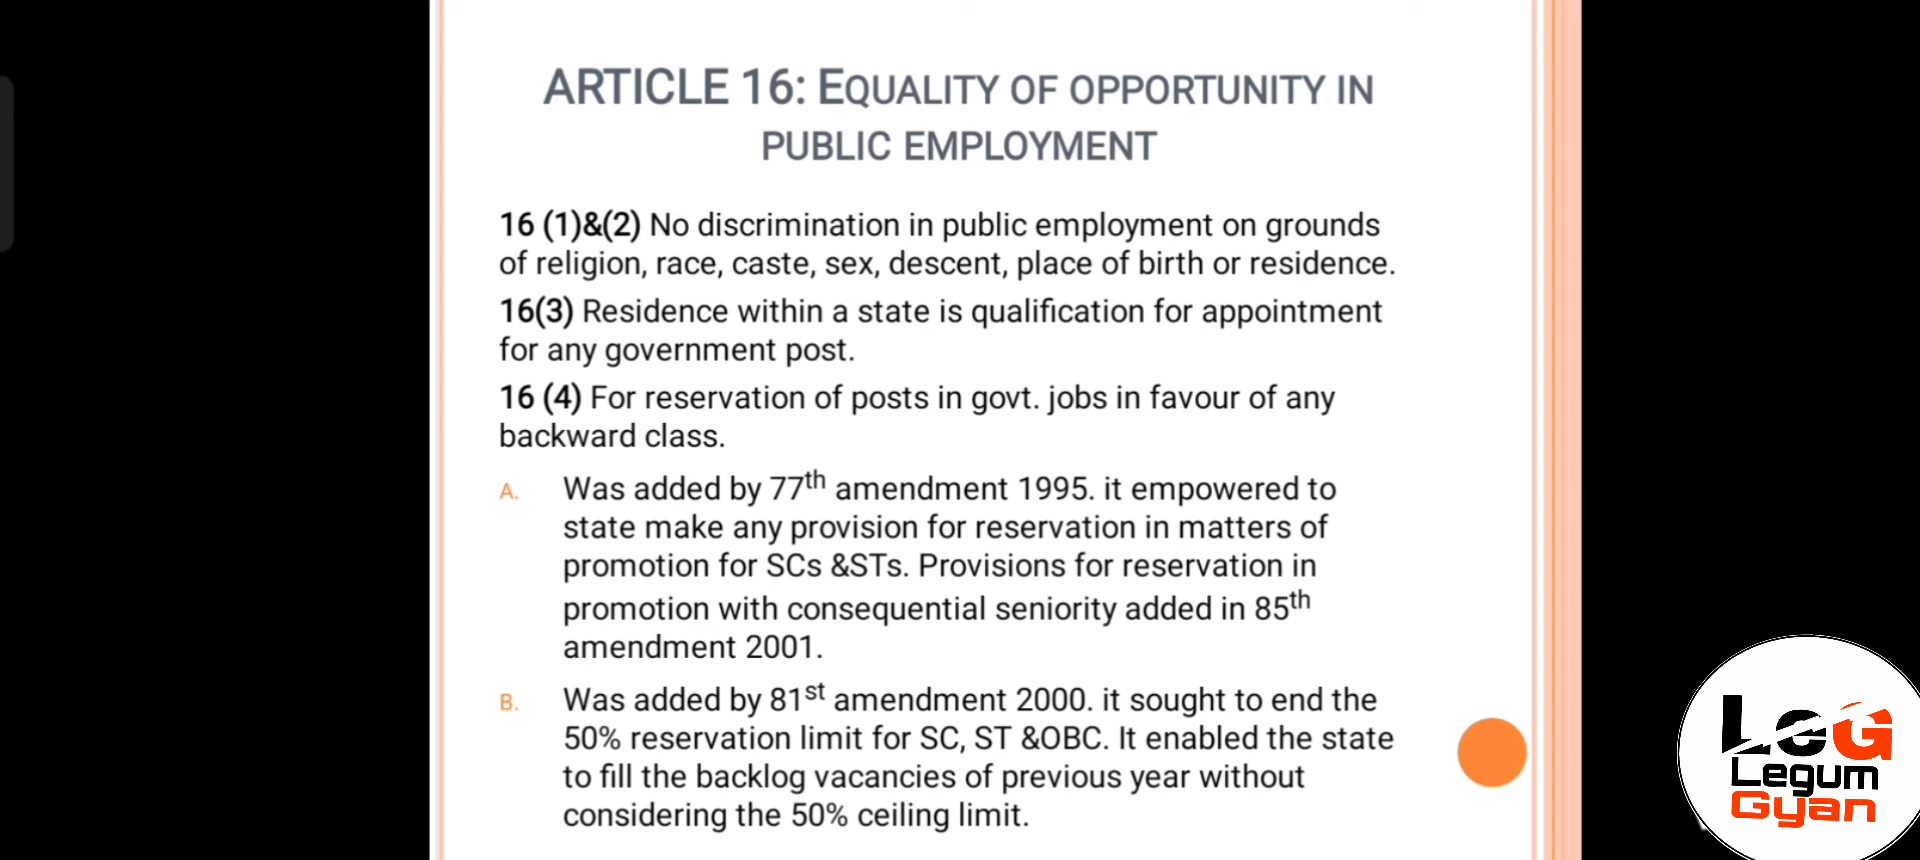 ARTICLE 16: EQUALITY OF OPPORTUNITY IN
PUBLIC EMPLOYMENT
16 (1)&(2) No discrimination in public employment on grounds
of religion, race, caste, sex, descent, place of birth or residence.
16(3) Residence within a state is qualification for appointment
for any government post.
16 (4) For reservation of posts in govt. jobs in favour of any
backward class.
A. Was added by 77th amendment 1995. it empowered to
state make any provision for reservation in matters of
promotion for SCs &STs. Provisions for reservation in
promotion with consequential seniority added in 85th
amendment 2001.
B. Was added by 81st amendment 2000. it sought to end the
50% reservation limit for SC, ST &OBC. It enabled the state
to fill the backlog vacancies of previous year without
considering the 50% ceiling limit.
LeG
Legum
Gyan